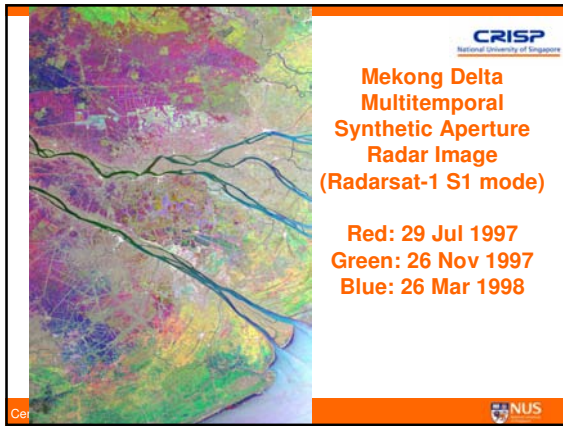 CRISP
National University of Singapore
Mekong Delta
Multitemporal
Synthetic Aperture
Radar Image
(Radarsat-1 S1 mode)
Red: 29 Jul 1997
Green: 26 Nov 1997
Blue: 26 Mar 1998
NUS